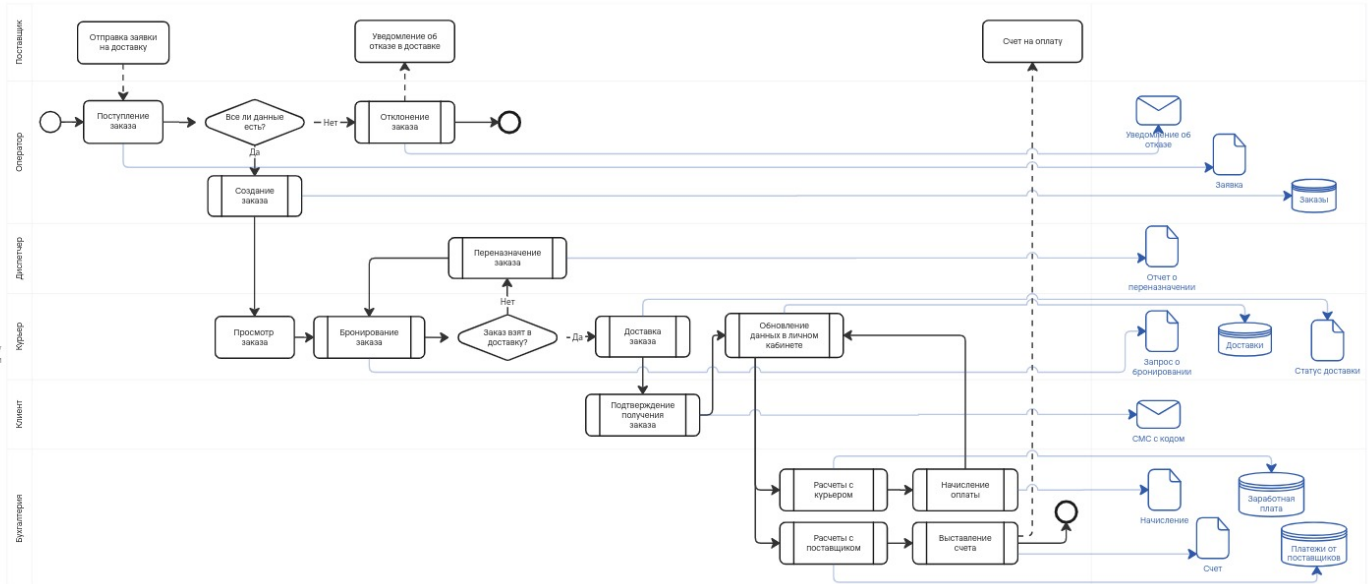 Поставщик
Отправка заявки
на доставку
Уведомление об
отказе в доставке
Счет на оплату
Оператор
Поступление
заказа
Все ли данные
есть?
Нет
Отклонение
заказа
Уведомление об
отказе
Да
Заявка
Создание
заказа
Заказы
Диспетчер
Переназначение
заказа
Отчет о
переназначении
Нет
Курьер
Просмотр
заказа
Бронирование
заказа
Заказ взят в
доставку?
Да
Доставка
заказа
Обновление
данных в личном
кабинете
Запрос о
бронировании
Доставки
Статус доставки
Клиент
Подтверждение
получения
заказа
СМС с кодом
Бухгалтерия
Расчеты с
курьером
Начисление
оплаты
Начисление
Заработная
плата
Расчеты с
поставщиком
Выставление
счета
Счет
Платежи от
поставщиков